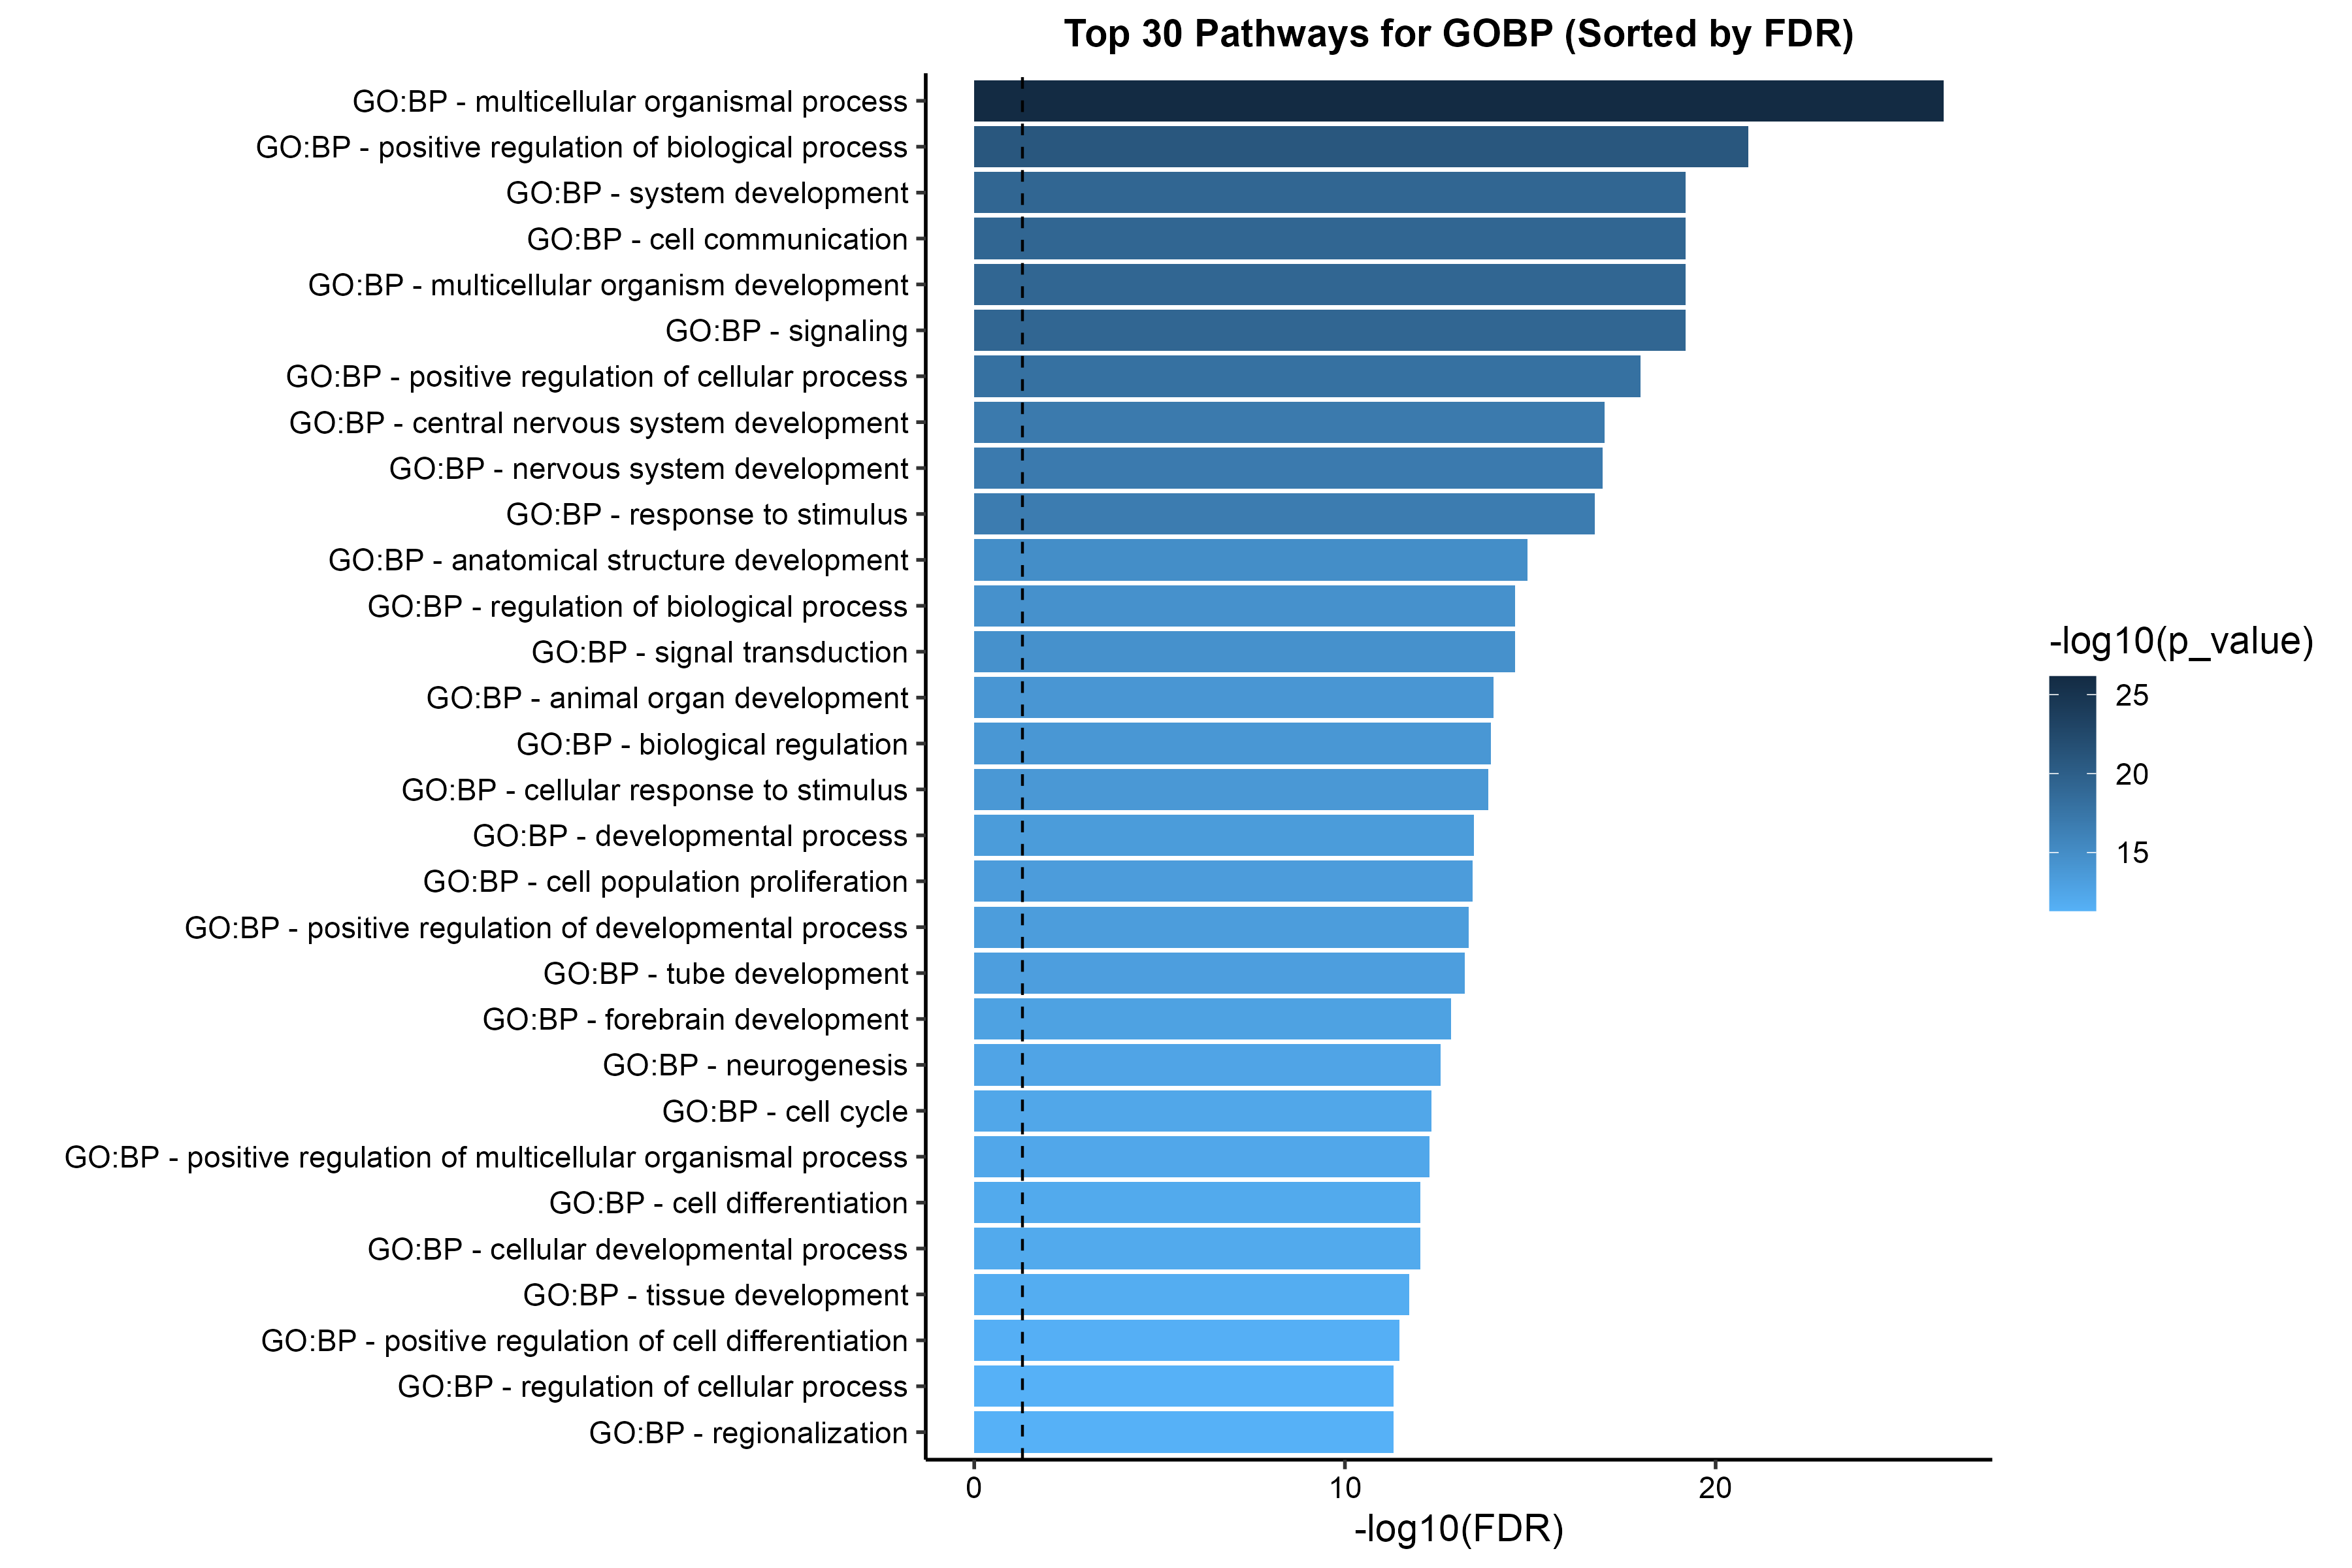 Top 30 Pathways for GOBP (Sorted by FDR)
GO:BP - multicellular organismal process
GO:BP - positive regulation of biological process
GO:BP - system development
GO:BP - cell communication
GO:BP - multicellular organism development
GO:BP - signaling
GO:BP - positive regulation of cellular process
GO:BP - central nervous system development
GO:BP - nervous system development
GO:BP - response to stimulus
GO:BP - anatomical structure development
GO:BP - regulation of biological process
GO:BP - signal transduction
GO:BP - animal organ development
GO:BP - biological regulation
GO:BP - cellular response to stimulus
GO:BP - developmental process
GO:BP - cell population proliferation
GO:BP - positive regulation of developmental process
GO:BP - tube development
GO:BP - forebrain development
GO:BP - neurogenesis
GO:BP - cell cycle
GO:BP - positive regulation of multicellular organismal process
GO:BP - cell differentiation
GO:BP - cellular developmental process
GO:BP - tissue development
GO:BP - positive regulation of cell differentiation
GO:BP - regulation of cellular process
GO:BP - regionalization
0 10 20
-log10(FDR)
-log10(p_value)
25
20
15